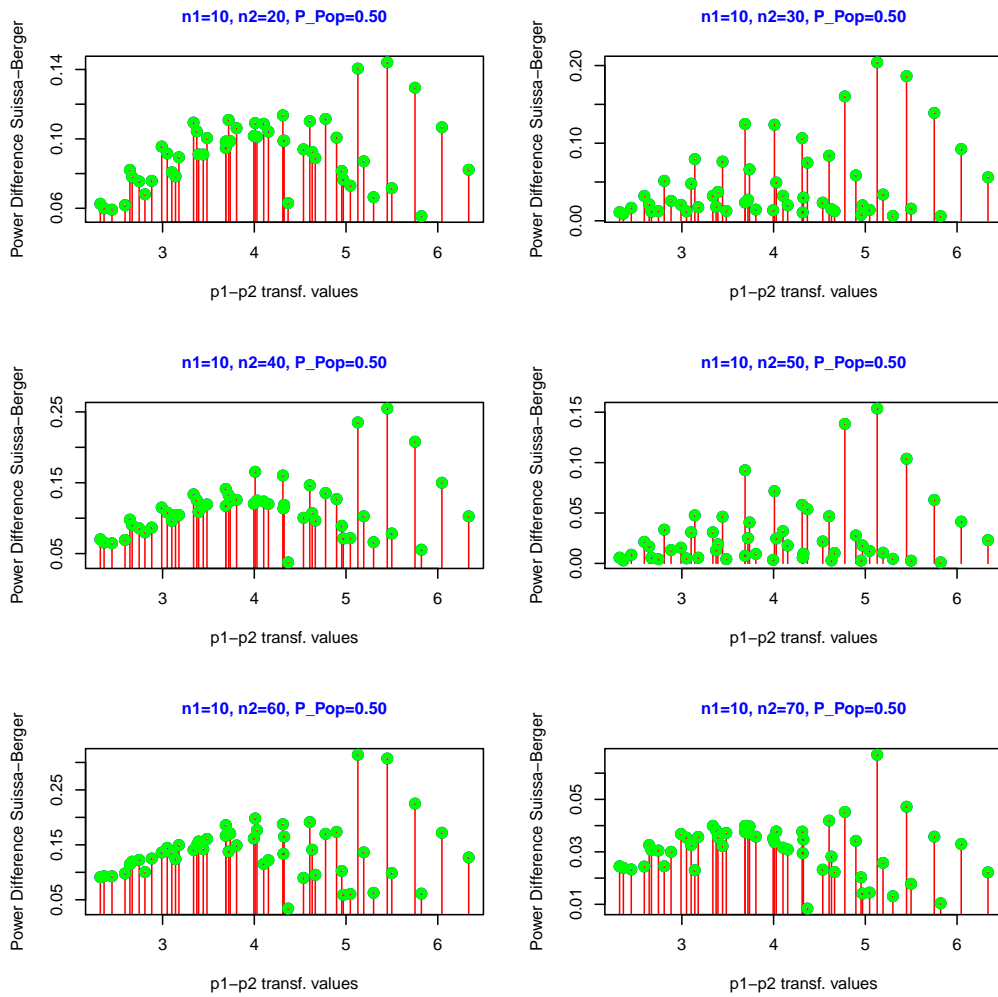 n1=10, n2=20, P_Pop=0.50
Power Difference Suissa−Berger
0.14
0.10
0.06
3 4 5 6
p1−p2 transf. values
n1=10, n2=30, P_Pop=0.50
Power Difference Suissa−Berger
0.20
0.10
0.00
3 4 5 6
p1−p2 transf. values
n1=10, n2=40, P_Pop=0.50
Power Difference Suissa−Berger
0.25
0.15
0.05
3 4 5 6
p1−p2 transf. values
n1=10, n2=50, P_Pop=0.50
Power Difference Suissa−Berger
0.15
0.10
0.05
0.00
3 4 5 6
p1−p2 transf. values
n1=10, n2=60, P_Pop=0.50
Power Difference Suissa−Berger
0.25
0.15
0.05
3 4 5 6
p1−p2 transf. values
n1=10, n2=70, P_Pop=0.50
Power Difference Suissa−Berger
0.05
0.03
0.01
3 4 5 6
p1−p2 transf. values